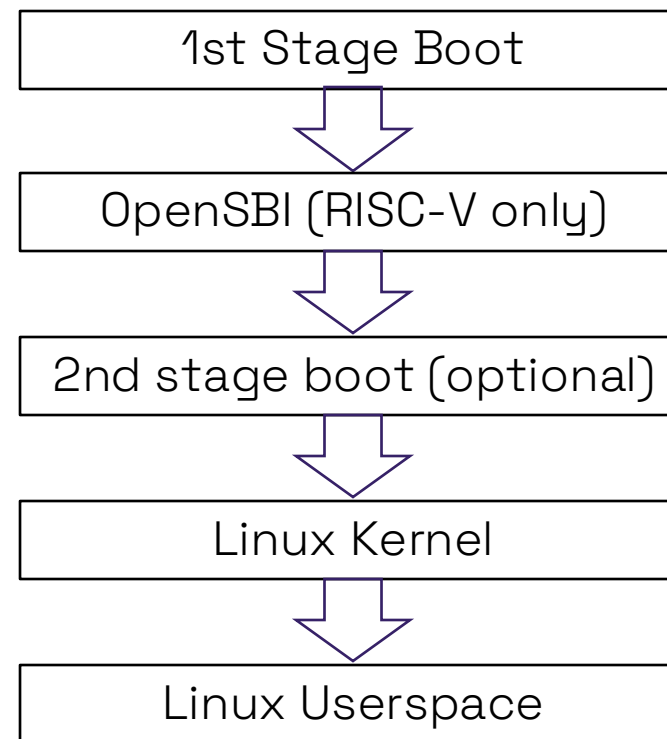 1st Stage Boot
OpenSBI (RISC-V only)
2nd stage boot (optional)
Linux Kernel
Linux Userspace